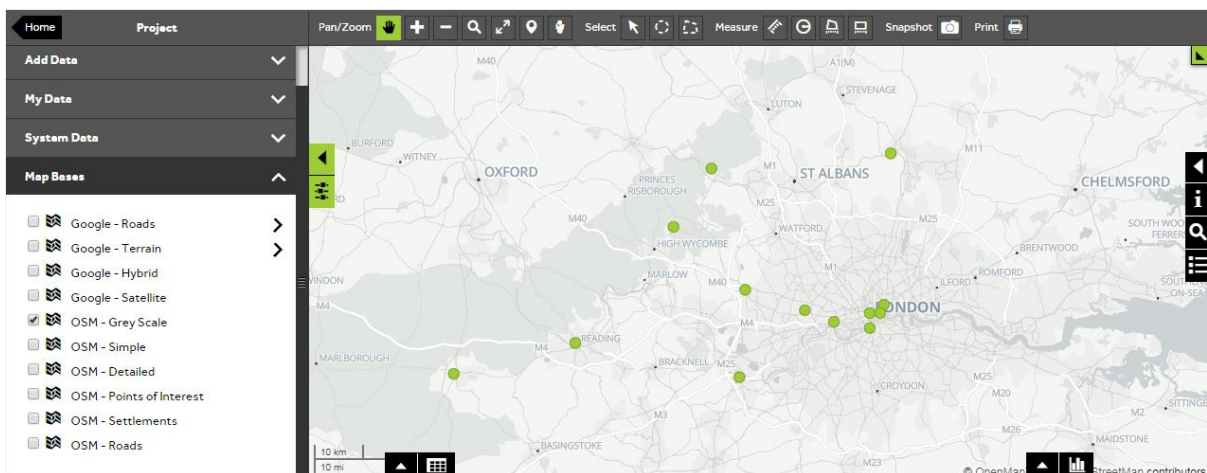 Home Project Pan/Zoom Select Measure Snapshot Print
Add Data
My Data
System Data
Map Bases
Google - Roads
Google - Terrain
Google - Hybrid
Google - Satellite
OSM - Grey Scale
OSM - Simple
OSM - Detailed
OSM - Points of Interest
OSM - Settlements
OSM - Roads
M40 A1(M)
STEVENAGE
LUTON
BURFORD
WITNEY OXFORD M1 ST ALBANS M11
PRINCES
RISBOROUGH
CHELMSFORD
M25
M40 WATFORD M25
SOUTH
HIGH WYCOMBE BRENTWOOD
MARLOW M40 M1 ILFORD ROMFORD
M4 LONDON ON-SEA
M4 READING M4
MARLBOROUGH BRACKNELL M25
CROYDON M25
M20
M3 M2
M26
BASINGSTOKE MAIDSTONE
M23
10 km
10 mi
StreetMap contributors